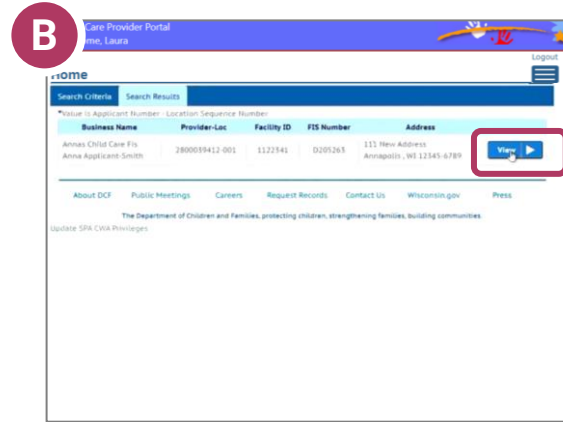 B
Care Provider Portal
me, Laura
Logout
Home
Search Criteria Search Results
*Value is Applicant Number - Location Sequence Number
Business Name Provider-Loc Facility ID FIS Number Address
Annas Child Care Fis 111 New Address
2800039412-001 1122341 0205263 View
Anna Applicant-Smith Annapolis , WI 12345-6789
About DCF Public Meetings Careers Request Records Contact Us Wisconsin.gov Press
The Department of Children and Families, protecting children, strengthening families, building communities.
Update SPA CWA Privileges